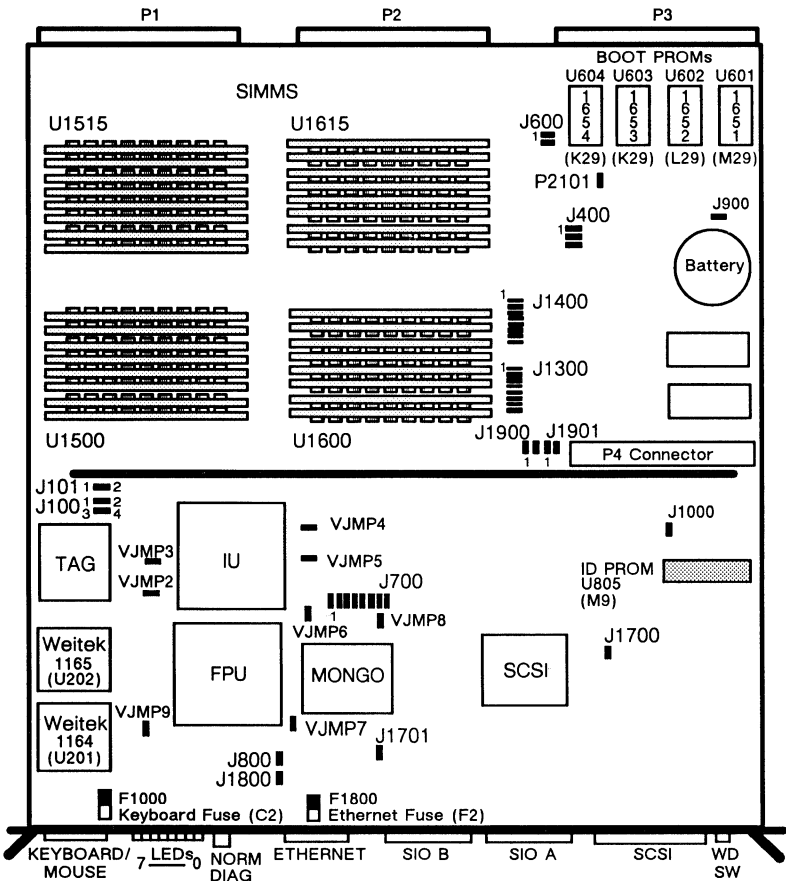 P1 P2 P3
BOOT PROMs
U604 U603 U602 U601
SIMMS
U1515 U1615
J600
1
1654 1653 1652 1651
(K29) (K29) (L29) (M29)
P2101
J900
J400
1
Battery
1 J1400
1 J1300
U1500 U1600
J1900 J1901
1 1
P4 Connector
J101 1 2
J100 1 2
3 4
VJMP4
J1000
TAG
VJMP3
IU
VJMP5
VJMP2
J700
1
ID PROM
U805
(M9)
VJMP6
VJMP8
J1700
Weitek
1165
(U202)
FPU
MONGO
SCSI
Weitek
1164
(U201)
VJMP9
VJMP7
J1701
J800
J1800
F1000
Keyboard Fuse (C2)
F1800
Ethernet Fuse (F2)
KEYBOARD/
MOUSE
LEDs
7 0
NORM
DIAG
ETHERNET
SIO B
SIO A
SCSI
WD
SW